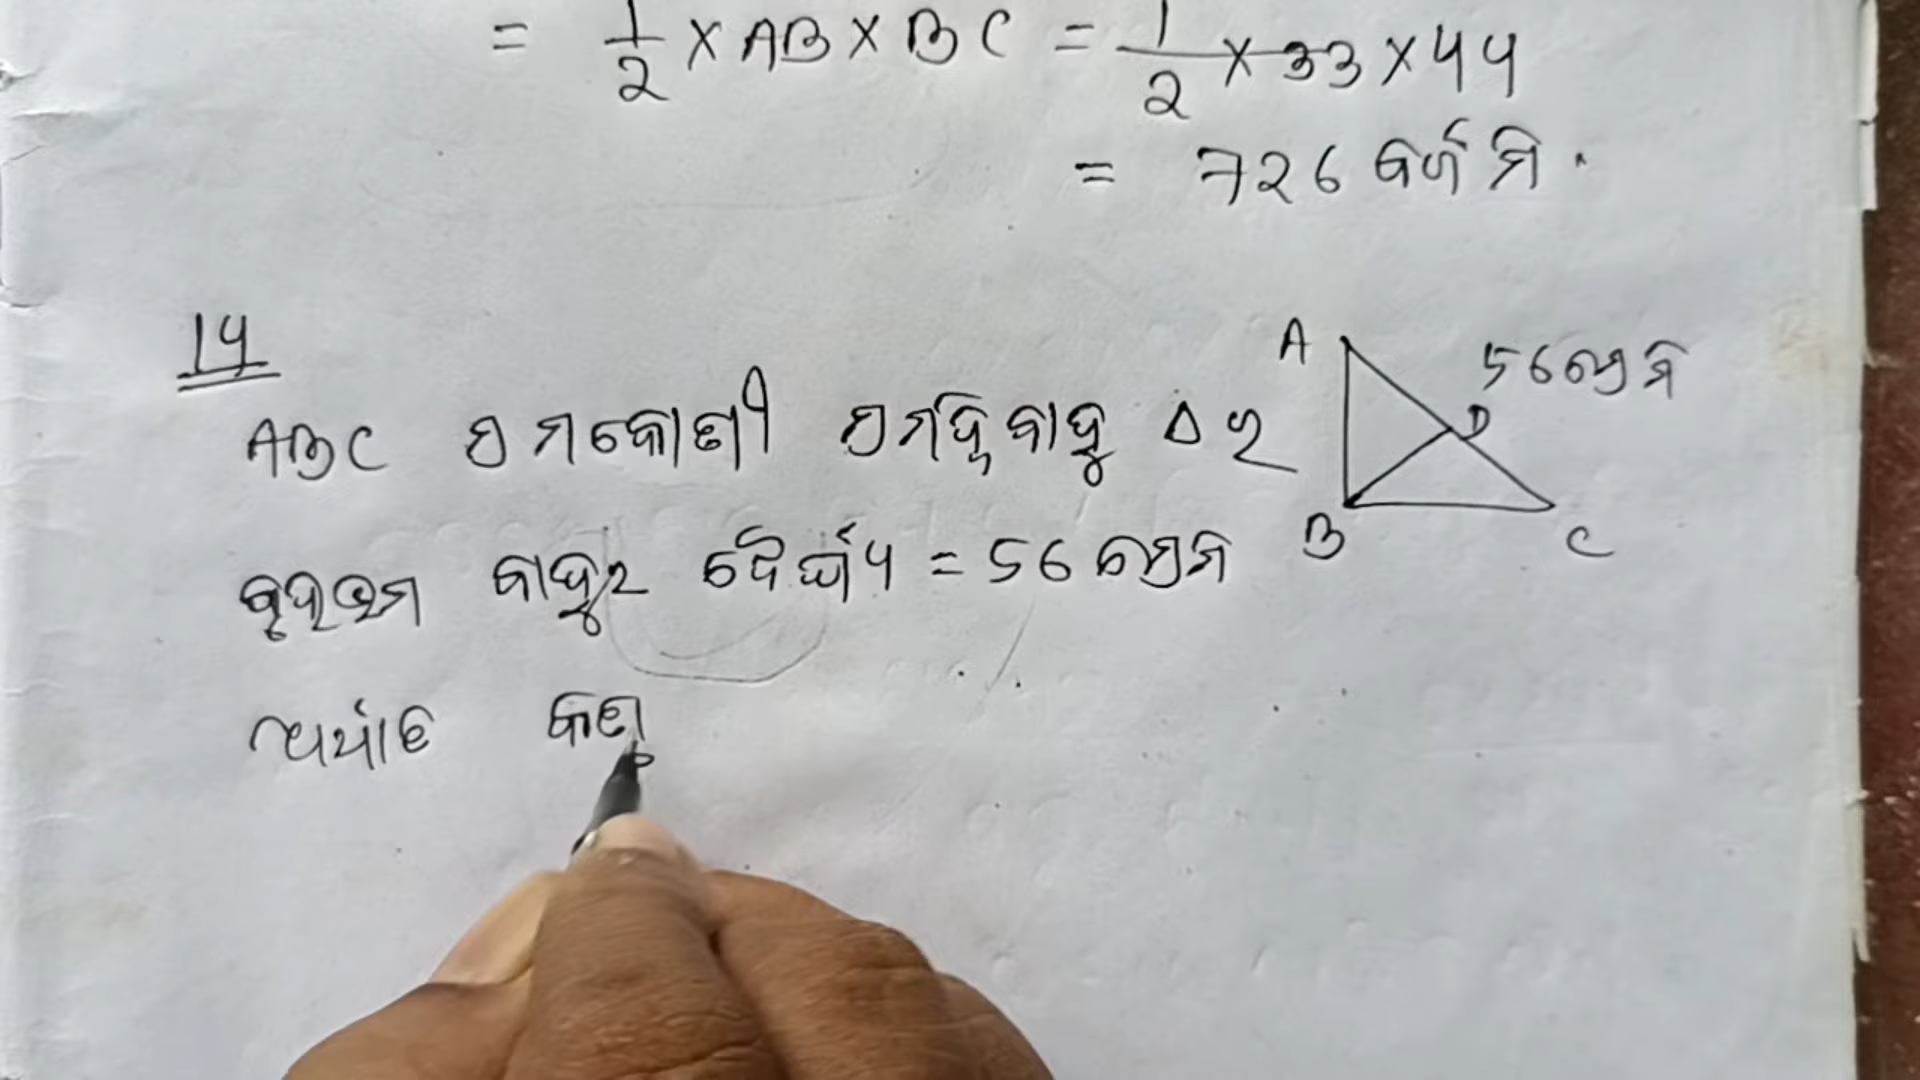 = 1/2 × AB × BC = 1/2 × 33 × 44
= 726 ବର୍ଗ ମି.
14
A
56 ସେମି
ABC ସମକୋଣୀ ସମଦ୍ୱିବାହୁ Δ ର
D
B
C
ବୃହତ୍ତମ ବାହୁର ଦୈର୍ଘ୍ୟ = 56 ସେମି
ଅର୍ଥାତ କର୍ଣ୍ଣ